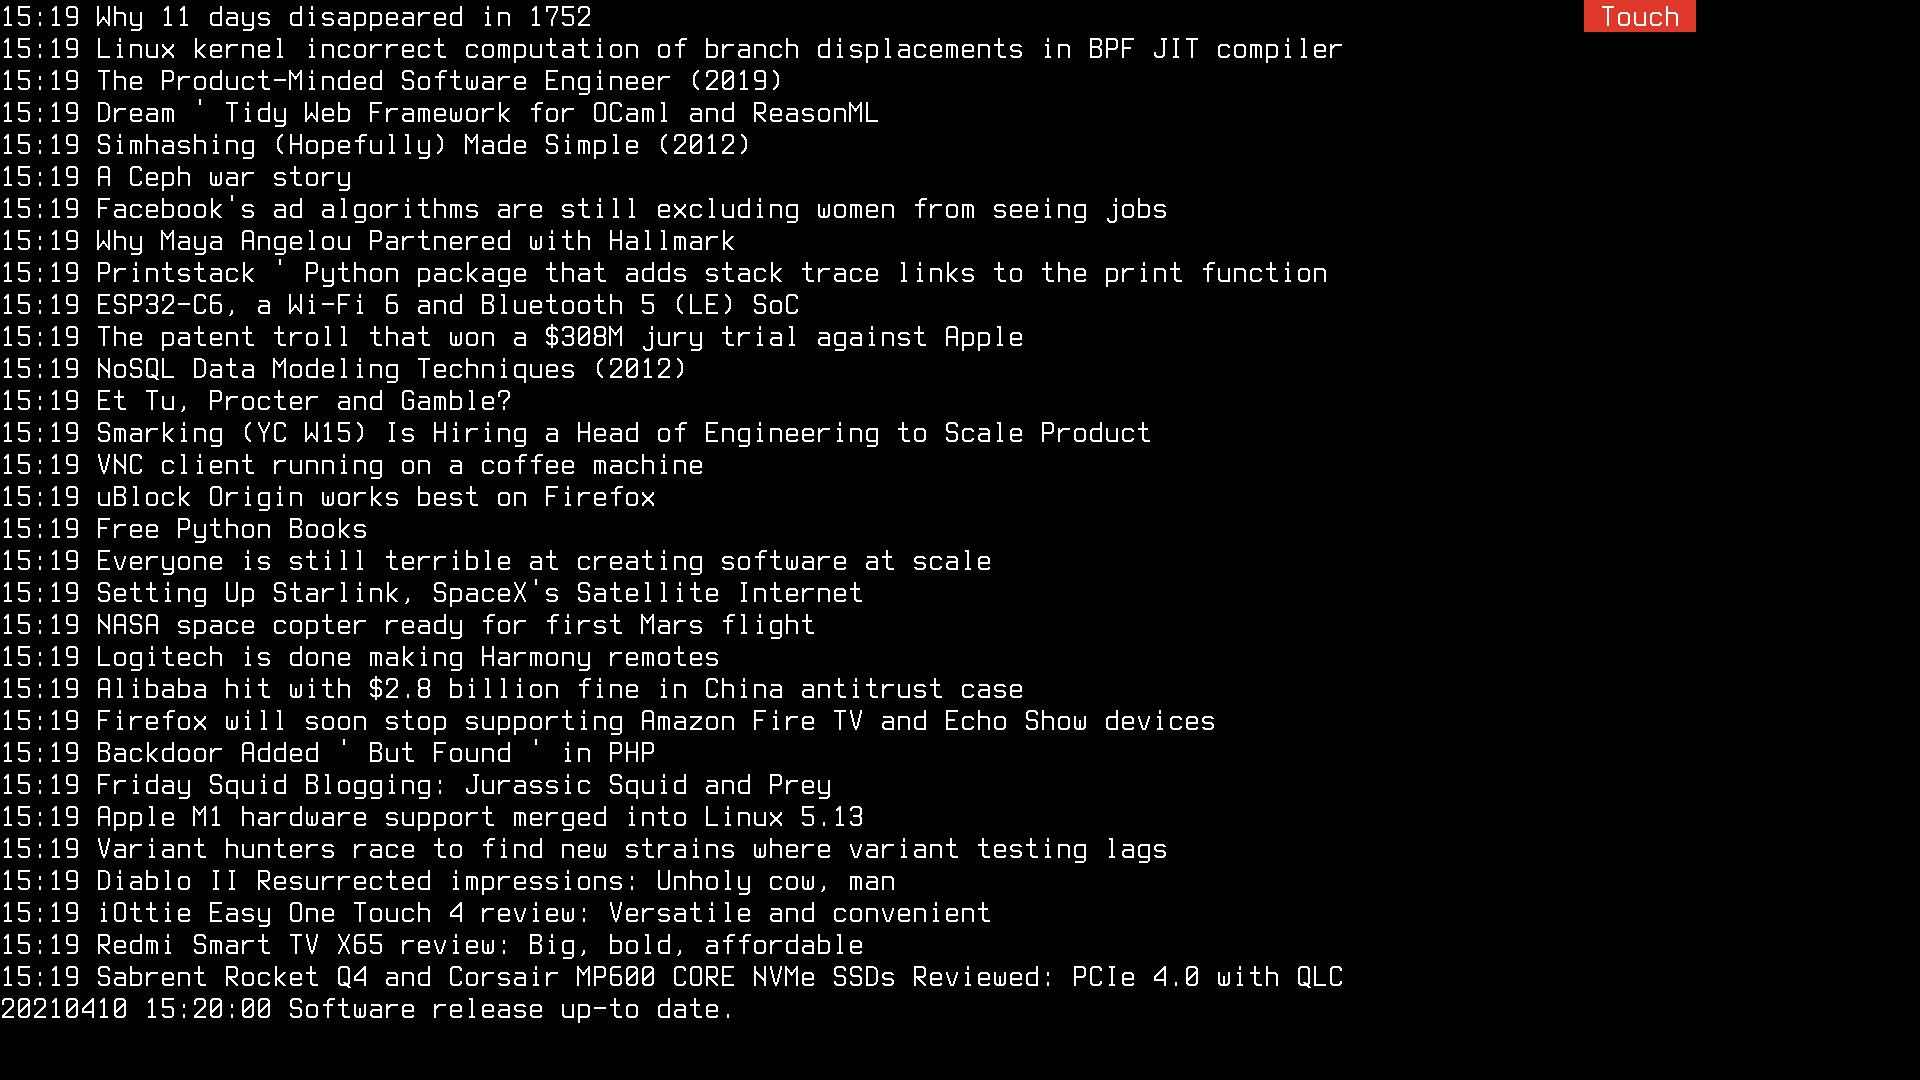 15:19 Why 11 days disappeared in 1752
Touch
15:19 Linux kernel incorrect computation of branch displacements in BPF JIT compiler
15:19 The Product-Minded Software Engineer (2019)
15:19 Dream ' Tidy Web Framework for OCaml and ReasonML
15:19 Simhashing (Hopefully) Made Simple (2012)
15:19 A Ceph war story
15:19 Facebook's ad algorithms are still excluding women from seeing jobs
15:19 Why Maya Angelou Partnered with Hallmark
15:19 Printstack ' Python package that adds stack trace links to the print function
15:19 ESP32-C6, a Wi-Fi 6 and Bluetooth 5 (LE) SoC
15:19 The patent troll that won a $308M jury trial against Apple
15:19 NoSQL Data Modeling Techniques (2012)
15:19 Et Tu, Procter and Gamble?
15:19 Smarking (YC W15) Is Hiring a Head of Engineering to Scale Product
15:19 VNC client running on a coffee machine
15:19 uBlock Origin works best on Firefox
15:19 Free Python Books
15:19 Everyone is still terrible at creating software at scale
15:19 Setting Up Starlink, SpaceX's Satellite Internet
15:19 NASA space copter ready for first Mars flight
15:19 Logitech is done making Harmony remotes
15:19 Alibaba hit with $2.8 billion fine in China antitrust case
15:19 Firefox will soon stop supporting Amazon Fire TV and Echo Show devices
15:19 Backdoor Added ' But Found ' in PHP
15:19 Friday Squid Blogging: Jurassic Squid and Prey
15:19 Apple M1 hardware support merged into Linux 5.13
15:19 Variant hunters race to find new strains where variant testing lags
15:19 Diablo II Resurrected impressions: Unholy cow, man
15:19 iOttie Easy One Touch 4 review: Versatile and convenient
15:19 Redmi Smart TV X65 review: Big, bold, affordable
15:19 Sabrent Rocket Q4 and Corsair MP600 CORE NVMe SSDs Reviewed: PCIe 4.0 with QLC
20210410 15:20:00 Software release up-to date.